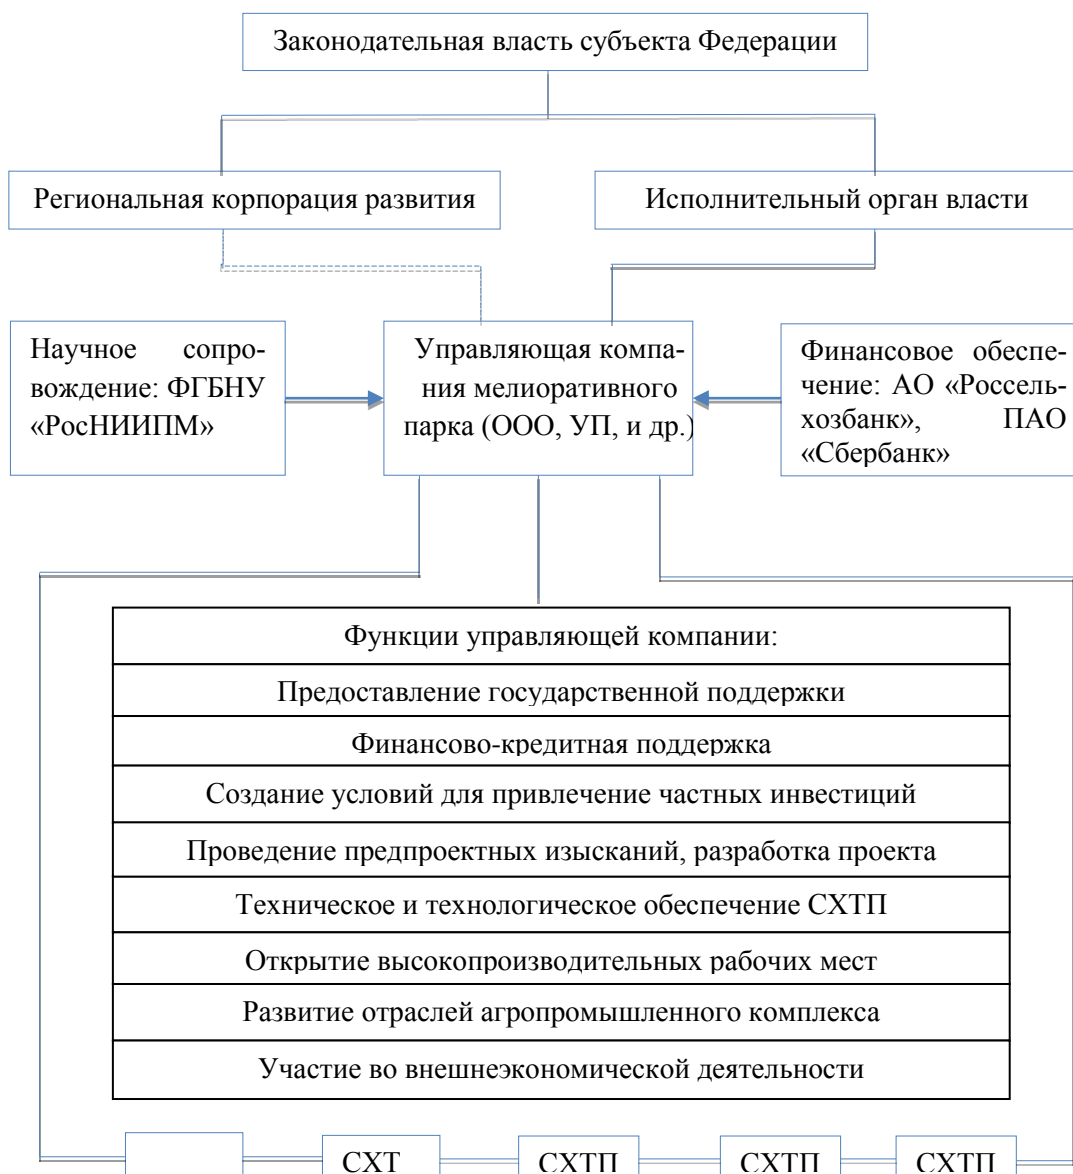 Законодательная власть субъекта Федерации
Региональная корпорация развития
Исполнительный орган власти
Научное сопро-
вождение: ФГБНУ
«РосНИИПМ»
Управляющая компа-
ния мелиоративного
парка (ООО, УП, и др.)
Финансовое обеспе-
чение: АО «Россель-
хозбанк», ПАО
«Сбербанк»
Функции управляющей компании:
Предоставление государственной поддержки
Финансово-кредитная поддержка
Создание условий для привлечение частных инвестиций
Проведение предпроектных изысканий, разработка проекта
Техническое и технологическое обеспечение СХТП
Открытие высокопроизводительных рабочих мест
Развитие отраслей агропромышленного комплекса
Участие во внешнеэкономической деятельности
СХТ
СХТП
СХТП
СХТП